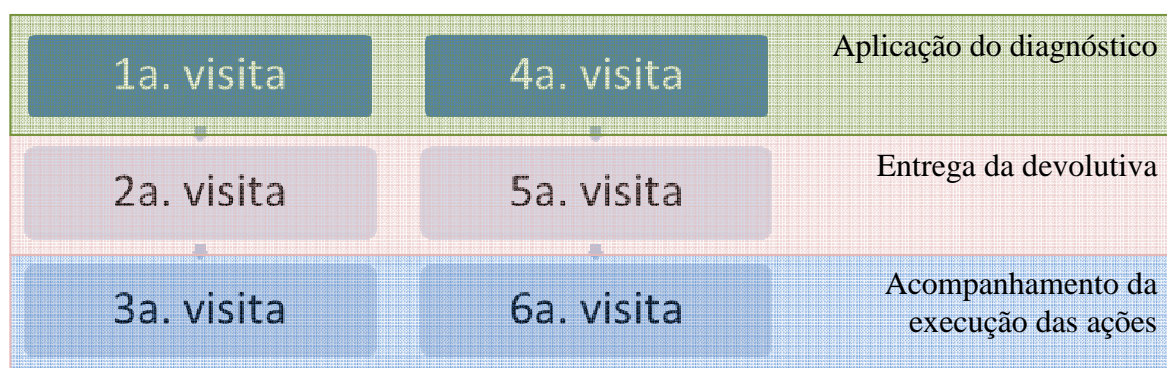 1a. visita
4a. visita
Aplicação do diagnóstico
2a. visita
5a. visita
Entrega da devolutiva
3a. visita
6a. visita
Acompanhamento da
execução das ações